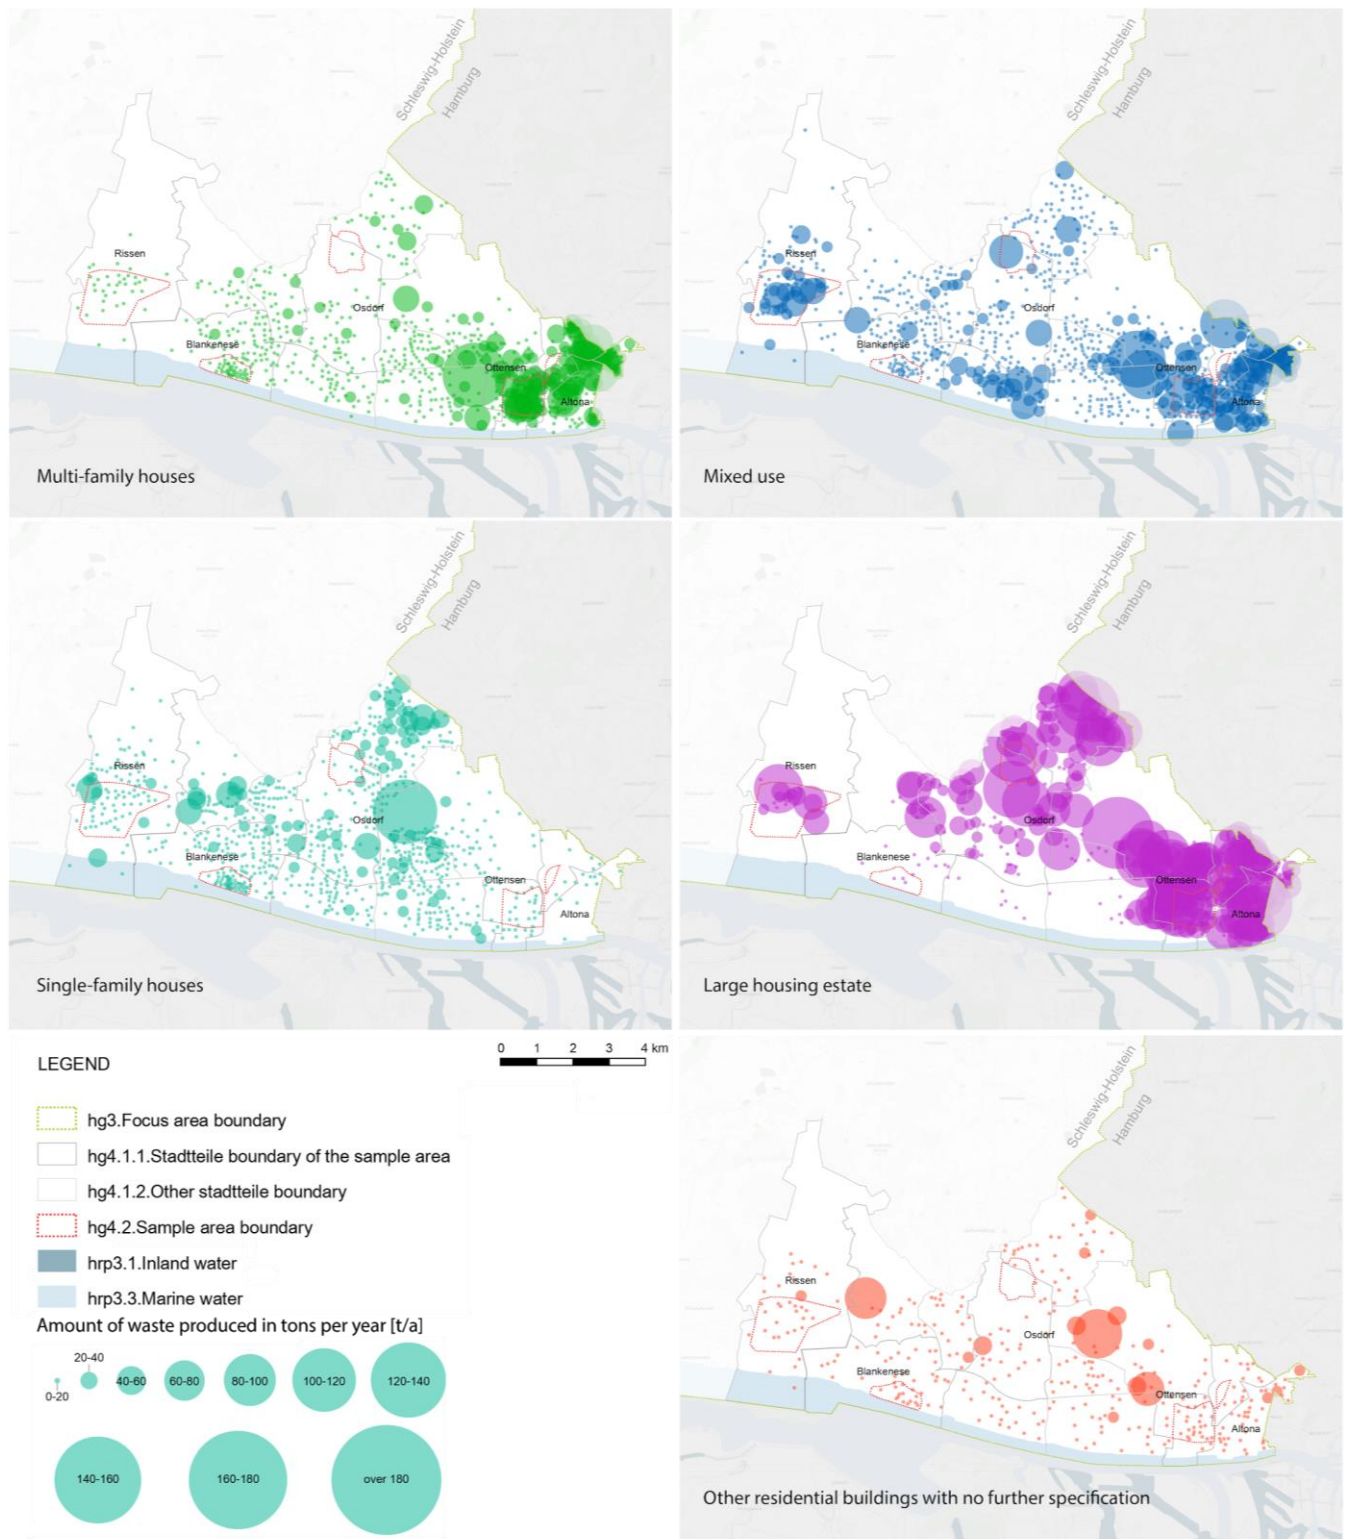 Schleswig-Holstein
Hamburg
Rissen
Osdorf
Blankenese
Ottensen
Altona
Multi-family houses
Schleswig-Holstein
Hamburg
Rissen
Osdorf
Blankenese
Ottensen
Altona
Mixed use
Schleswig-Holstein
Hamburg
Rissen
Osdorf
Blankenese
Ottensen
Altona
Single-family houses
Schleswig-Holstein
Hamburg
Rissen
Osdorf
Blankenese
Ottensen
Altona
Large housing estate
LEGEND
0 1 2 3 4 km
hg3.Focus area boundary
hg4.1.1.Stadtteile boundary of the sample area
hg4.1.2.Other stadtteile boundary
hg4.2.Sample area boundary
hrp3.1.Inland water
hrp3.3.Marine water
Amount of waste produced in tons per year [t/a]
0-20
20-40
40-60
60-80
80-100
100-120
120-140
140-160
160-180
over 180
Schleswig-Holstein
Hamburg
Rissen
Osdorf
Blankenese
Ottensen
Altona
Other residential buildings with no further specification